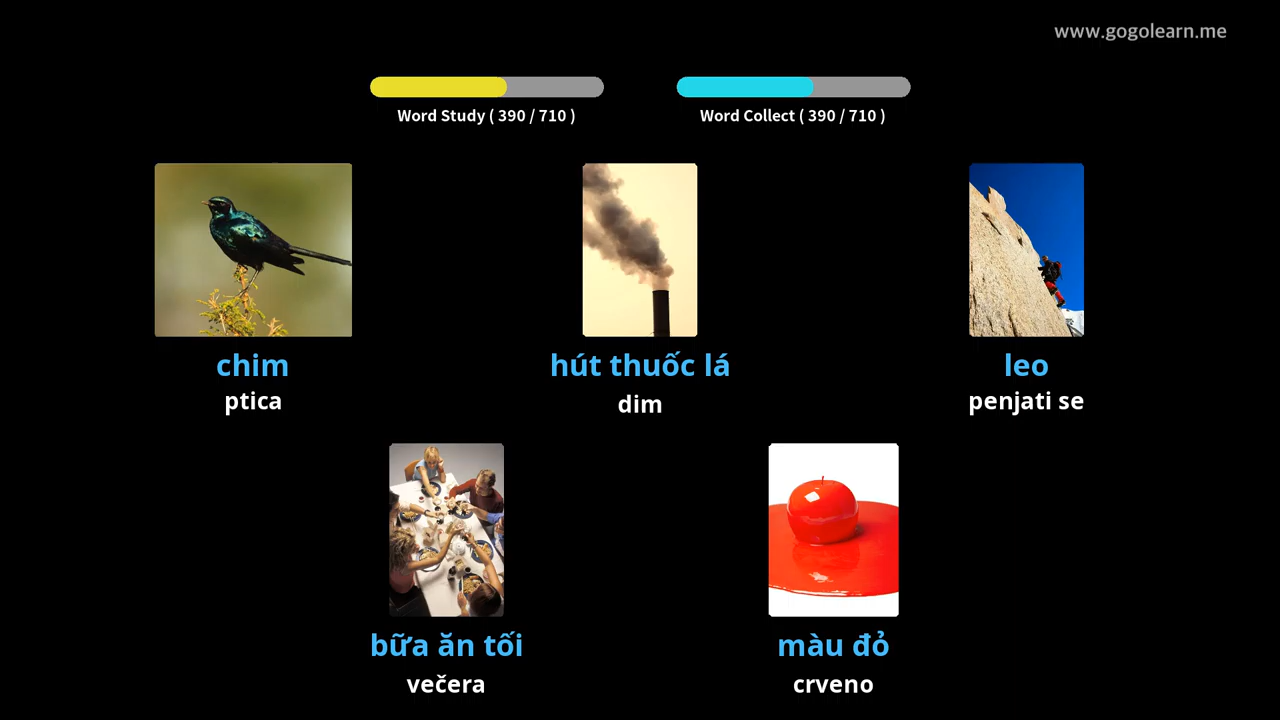 www.gogolearn.me
Word Study ( 390 / 710 )
Word Collect ( 390 / 710 )
chim
ptica
hút thuốc lá
dim
leo
penjati se
bữa ăn tối
večera
màu đỏ
crveno